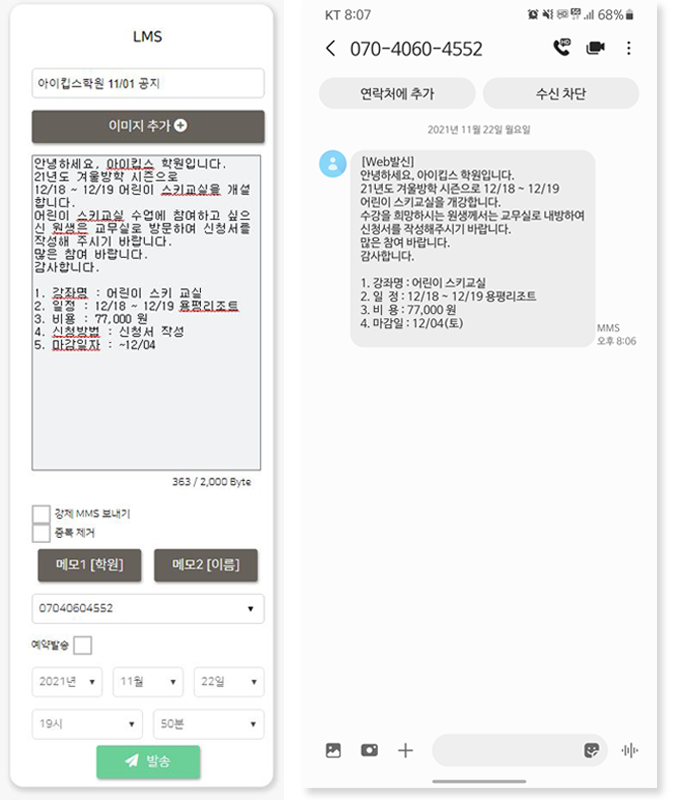 LMS
아이킵스학원 11/01 공지
이미지 추가
안녕하세요, 아이킵스 학원입니다.
21년도 겨울방학 시즌으로
12/18 ~ 12/19 어린이 스키교실을 개설
합니다.
어린이 스키교실 수업에 참여하고 싶으
신 원생은 교무실로 방문하여 신청서를
작성해 주시기 바랍니다.
많은 참여 바랍니다.
감사합니다.
1. 강좌명 : 어린이 스키 교실
2. 일정 : 12/18 ~ 12/19 용평리조트
3. 비용 : 77,000 원
4. 신청방법 : 신청서 작성
5. 마감일자 : ~12/04
363 / 2,000 Byte
강제 MMS 보내기
중복 제거
메모1 [학원]
메모2 [이름]
07040604552
예약발송
2021년
11월
22일
19시
50분
발송
KT 8:07
68%
070-4060-4552
연락처에 추가
수신 차단
2021년 11월 22일 월요일
[Web발신]
안녕하세요, 아이킵스 학원입니다.
21년도 겨울방학 시즌으로 12/18 ~ 12/19
어린이 스키교실을 개강합니다.
수강을 희망하시는 원생께서는 교무실로 내방하여
신청서를 작성해주시기 바랍니다.
많은 참여 바랍니다.
감사합니다.
1. 강좌명 : 어린이 스키교실
2. 일 정 : 12/18 ~ 12/19 용평리조트
3. 비 용 : 77,000 원
4. 마감일 : 12/04(토)
MMS
오후 8:06